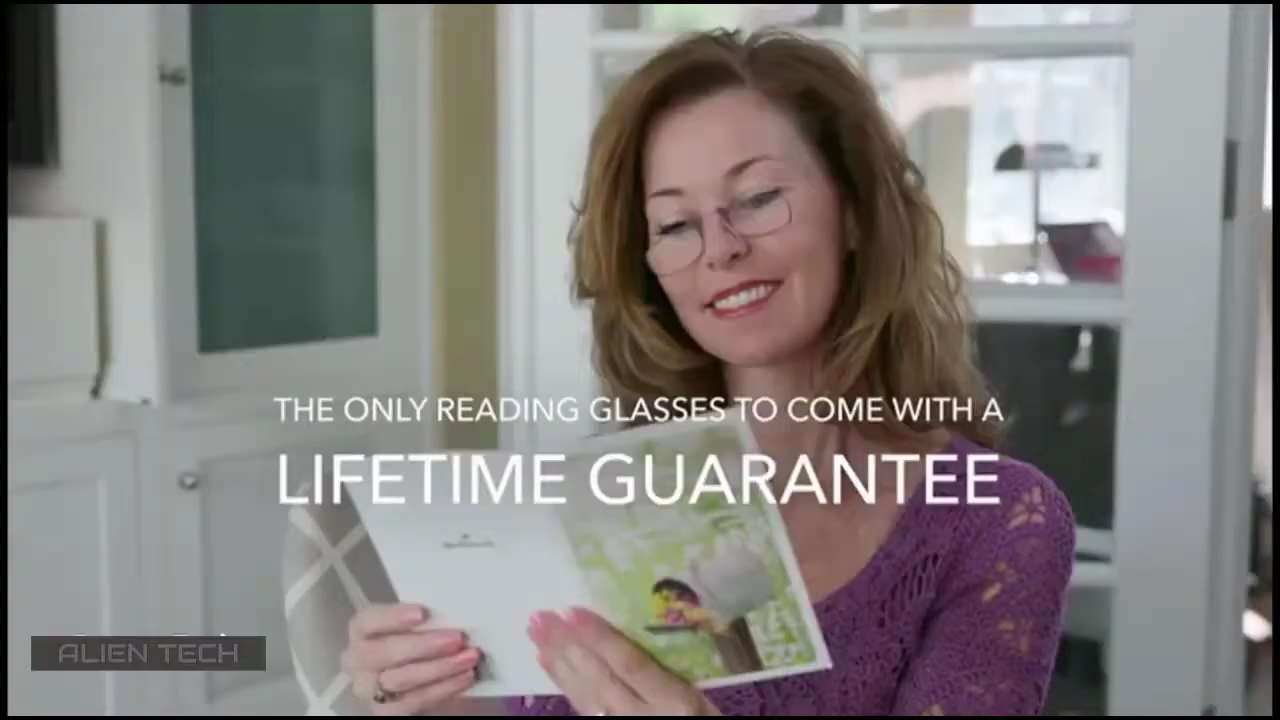 THE ONLY READING GLASSES TO COME WITH A
LIFETIME GUARANTEE
ALIEN TECH